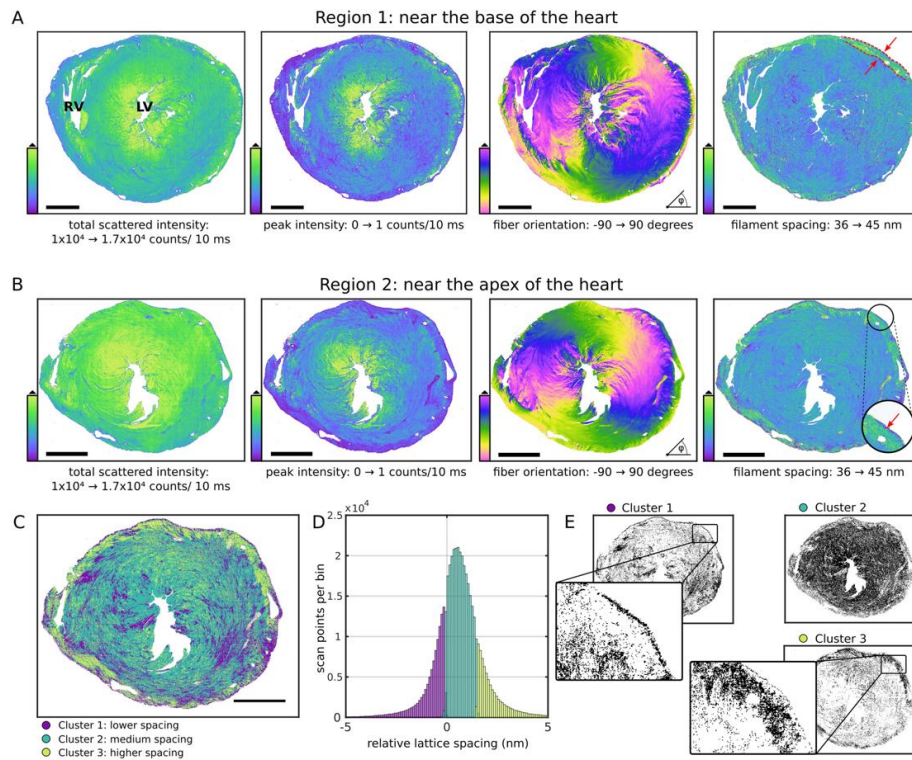 A
Region 1: near the base of the heart
RV
LV
φ
total scattered intensity:
1x10⁴ → 1.7x10⁴ counts/ 10 ms
peak intensity: 0 → 1 counts/10 ms
fiber orientation: -90 → 90 degrees
filament spacing: 36 → 45 nm
B
Region 2: near the apex of the heart
φ
total scattered intensity:
1x10⁴ → 1.7x10⁴ counts/ 10 ms
peak intensity: 0 → 1 counts/10 ms
fiber orientation: -90 → 90 degrees
filament spacing: 36 → 45 nm
C
Cluster 1: lower spacing
Cluster 2: medium spacing
Cluster 3: higher spacing
D
x10⁴
2.5
2
1.5
1
0.5
0
scan points per bin
-5
0
5
relative lattice spacing (nm)
E
Cluster 1
Cluster 2
Cluster 3